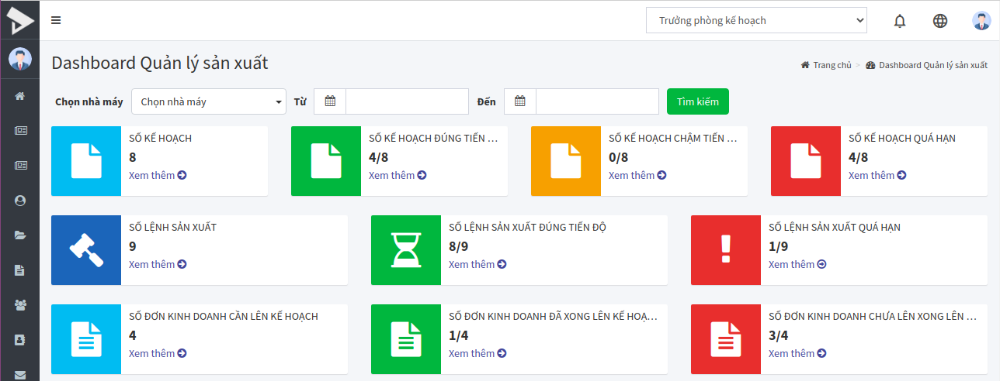 Trưởng phòng kế hoạch
Dashboard Quản lý sản xuất
Trang chủ > Dashboard Quản lý sản xuất
Chọn nhà máy Chọn nhà máy Từ Đến Tìm kiếm
SỐ KẾ HOẠCH
8
Xem thêm
SỐ KẾ HOẠCH ĐÚNG TIẾN ...
4/8
Xem thêm
SỐ KẾ HOẠCH CHẬM TIẾN ...
0/8
Xem thêm
SỐ KẾ HOẠCH QUÁ HẠN
4/8
Xem thêm
SỐ LỆNH SẢN XUẤT
9
Xem thêm
SỐ LỆNH SẢN XUẤT ĐÚNG TIẾN ĐỘ
8/9
Xem thêm
SỐ LỆNH SẢN XUẤT QUÁ HẠN
1/9
Xem thêm
SỐ ĐƠN KINH DOANH CẦN LÊN KẾ HOẠCH
4
Xem thêm
SỐ ĐƠN KINH DOANH ĐÃ XONG LÊN KẾ HOẠ...
1/4
Xem thêm
SỐ ĐƠN KINH DOANH CHƯA LÊN XONG LÊN ...
3/4
Xem thêm